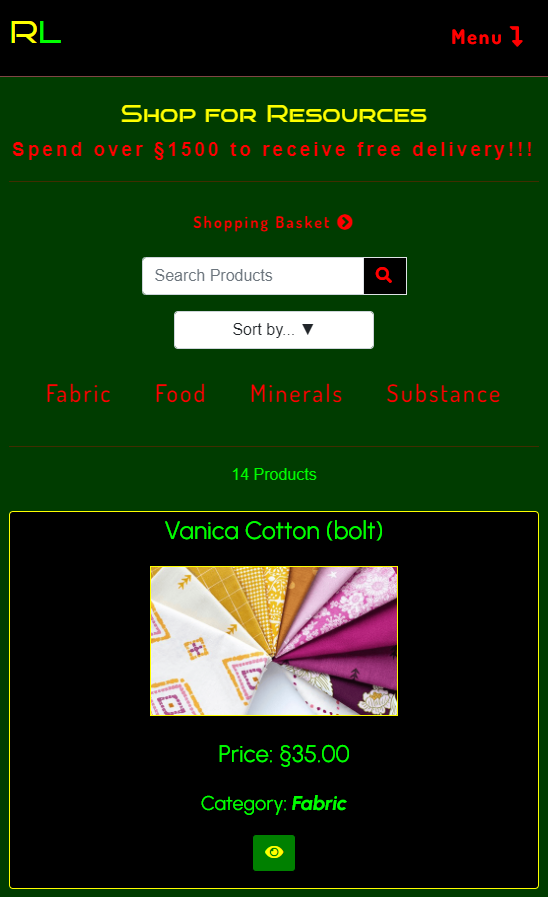 RL
Menu ⤵
Shop for Resources
Spend over §1500 to receive free delivery!!!
Shopping Basket
Search Products
Sort by... ▼
Fabric Food Minerals Substance
14 Products
Vanica Cotton (bolt)
Price: §35.00
Category: Fabric